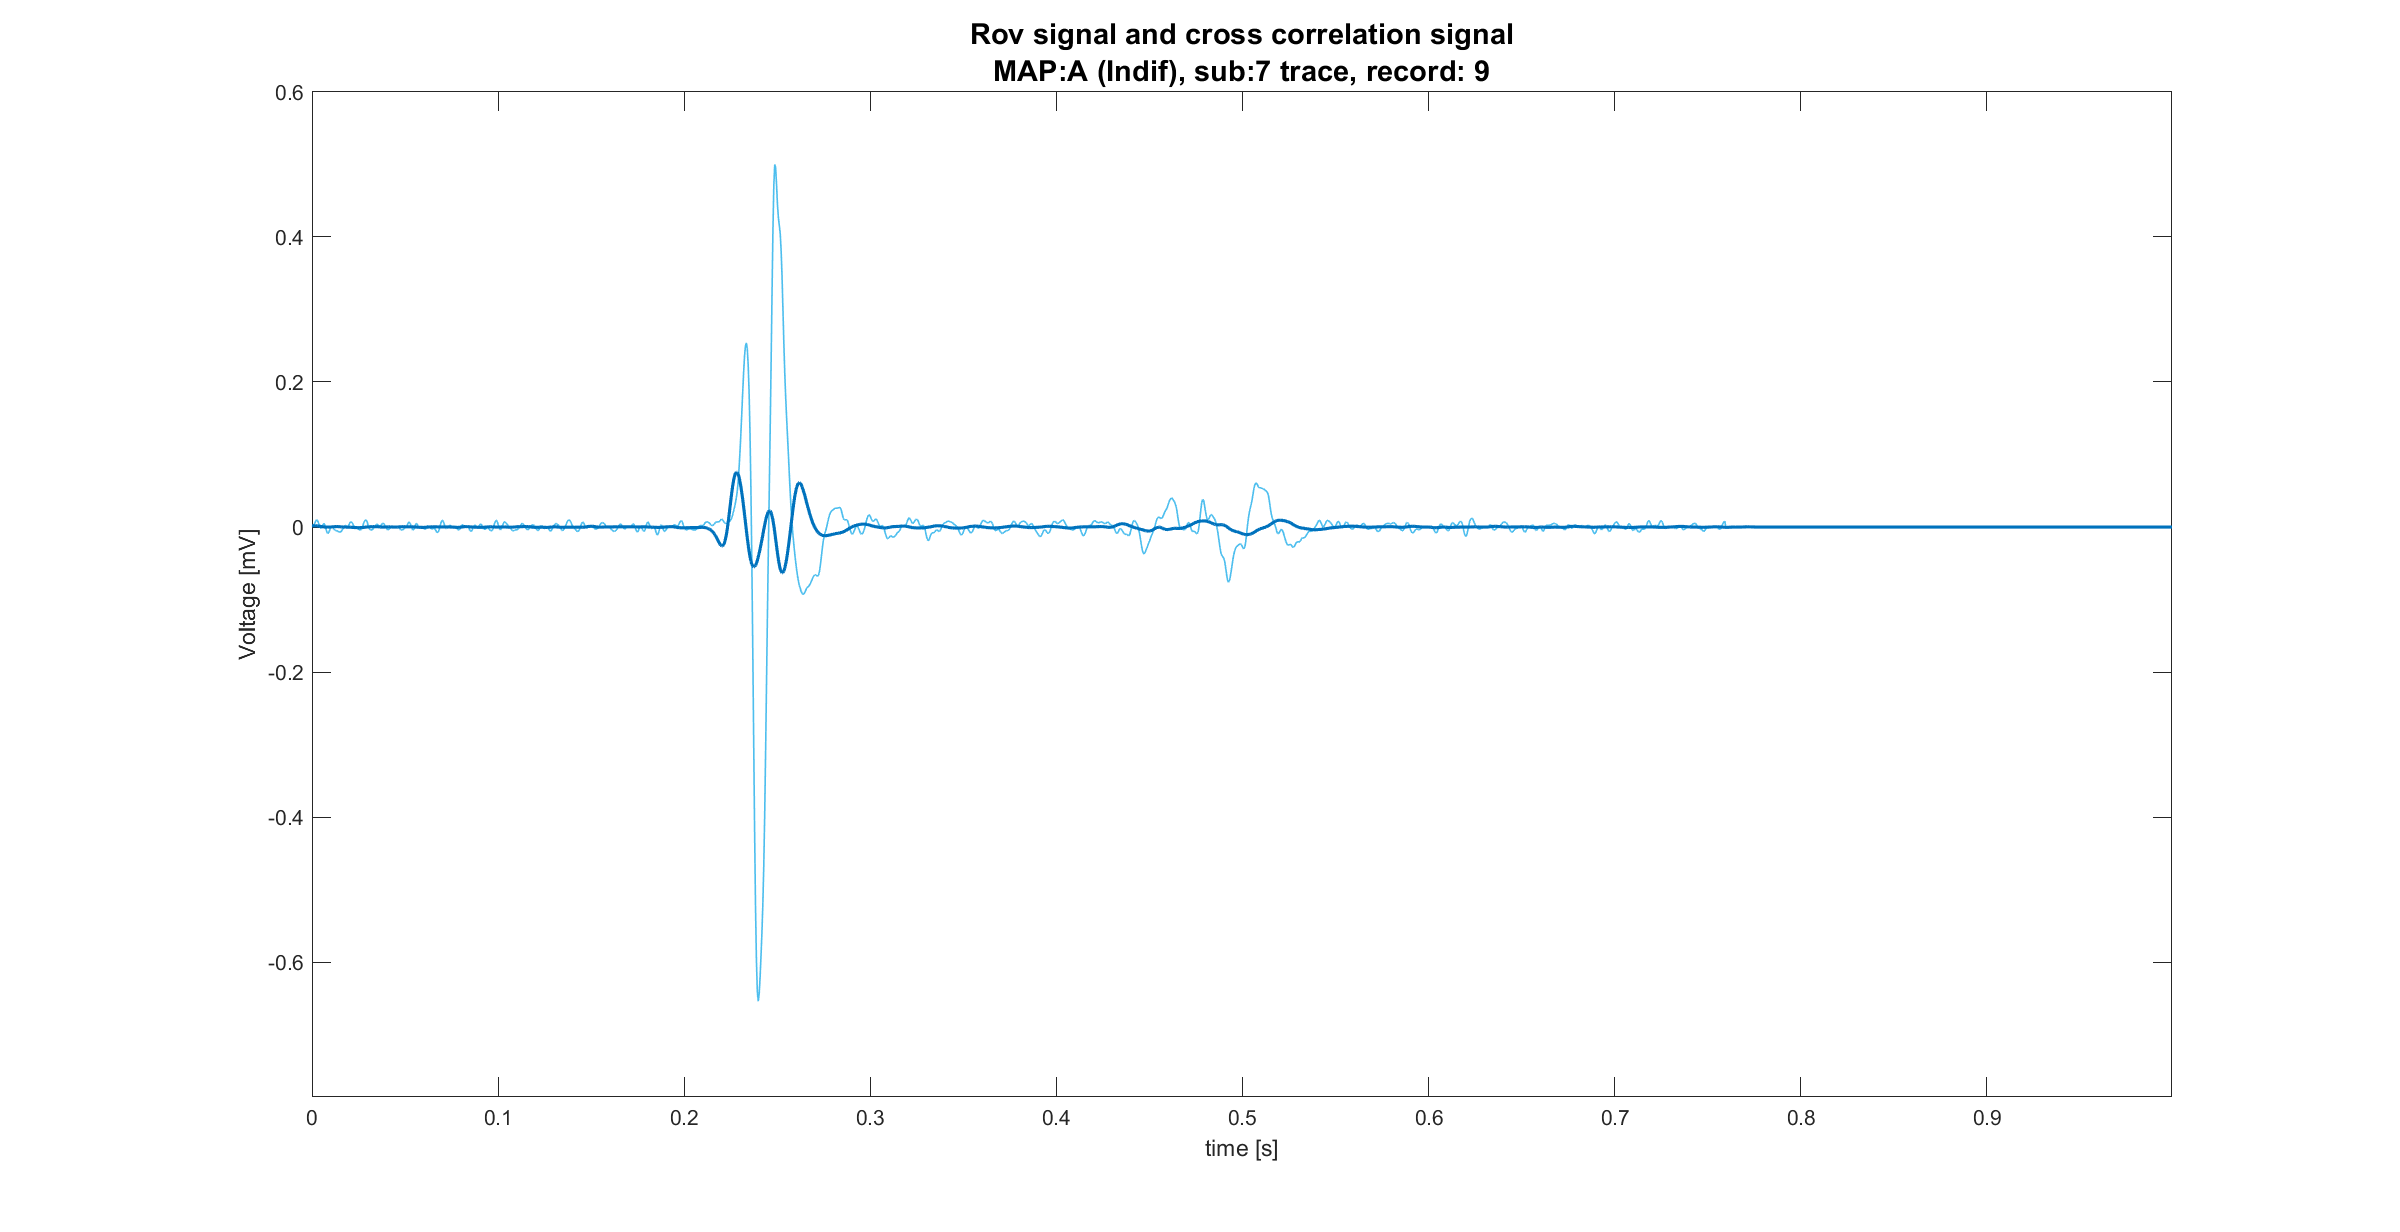 Rov signal and cross correlation signal
MAP:A (Indif), sub:7 trace, record: 9
0.6
0.4
0.2
0
-0.2
-0.4
-0.6
Voltage [mV]
0 0.1 0.2 0.3 0.4 0.5 0.6 0.7 0.8 0.9
time [s]